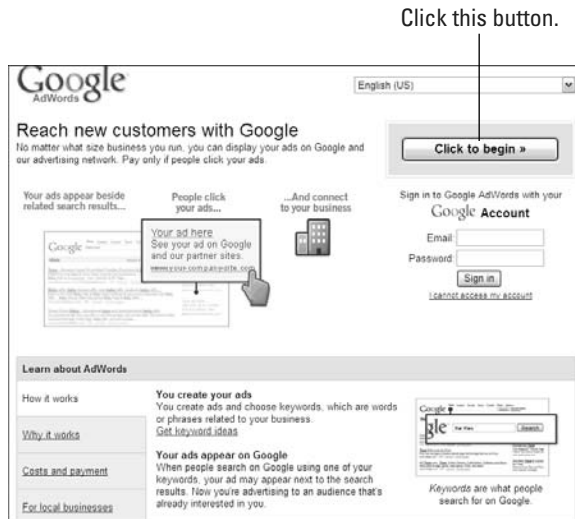 Click this button.
Google
AdWords
English (US)
Reach new customers with Google
No matter what size business you run, you can display your ads on Google and
our advertising network. Pay only if people click your ads.
Click to begin »
Your ads appear beside
related search results...
People click
your ads...
...And connect
to your business
Google
Your ad here
See your ad on Google
and our partner sites.
www.your-company-site.com
Sign in to Google AdWords with your
Google Account
Email
Password
Sign in
I cannot access my account
Learn about AdWords
How it works
Why it works
Costs and payment
For local businesses
You create your ads
You create ads and choose keywords, which are words
or phrases related to your business.
Get keyword ideas
Your ads appear on Google
When people search on Google using one of your
keywords, your ad may appear next to the search
results. Now you're advertising to an audience that's
already interested in you.
Google
gle
Search
Keywords are what people
search for on Google.